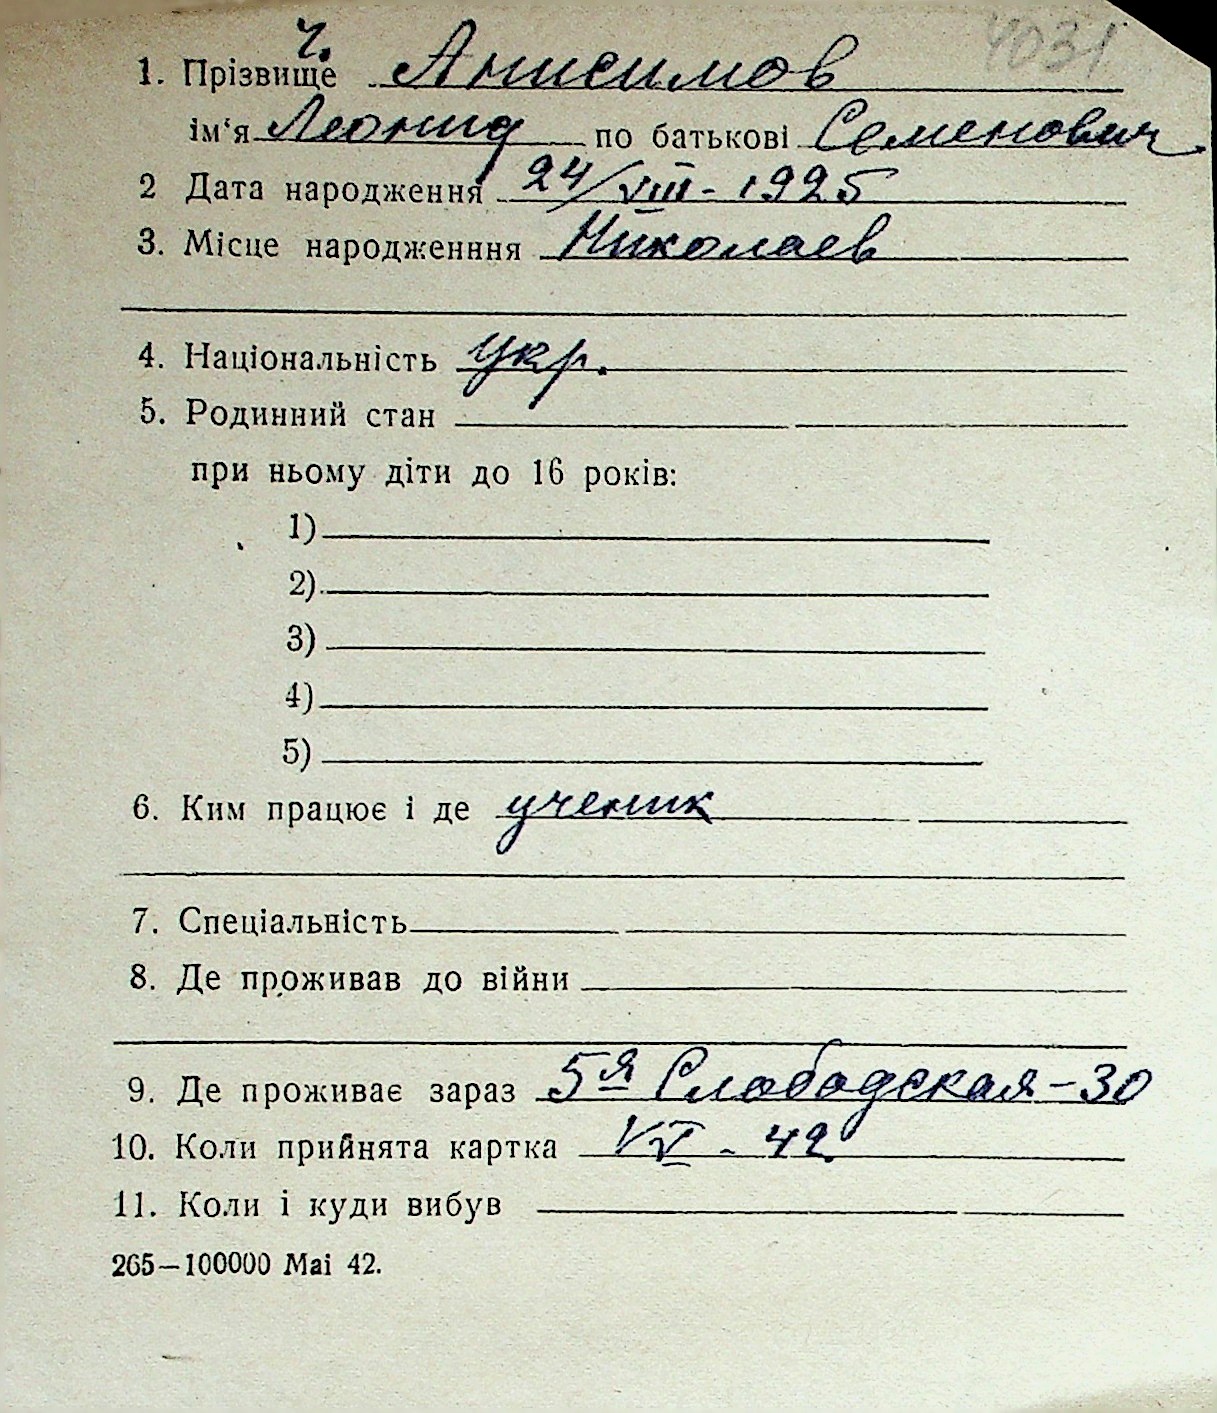 ч. 4031
1. Прізвище Анисимов
ім‘я Леонид по батькові Семенович
2 Дата народження 24/VIII - 1925
3. Місце народженння Николаев
4. Національність укр.
5. Родинний стан
при ньому діти до 16 років:
1)
2)
3)
4)
5)
6. Ким працює і де ученик
7. Спеціальність
8. Де проживав до війни
9. Де проживає зараз 5я Слободская - 30
10. Коли прийнята картка - 42
11. Коли і куди вибув
265—100000 Mai 42.